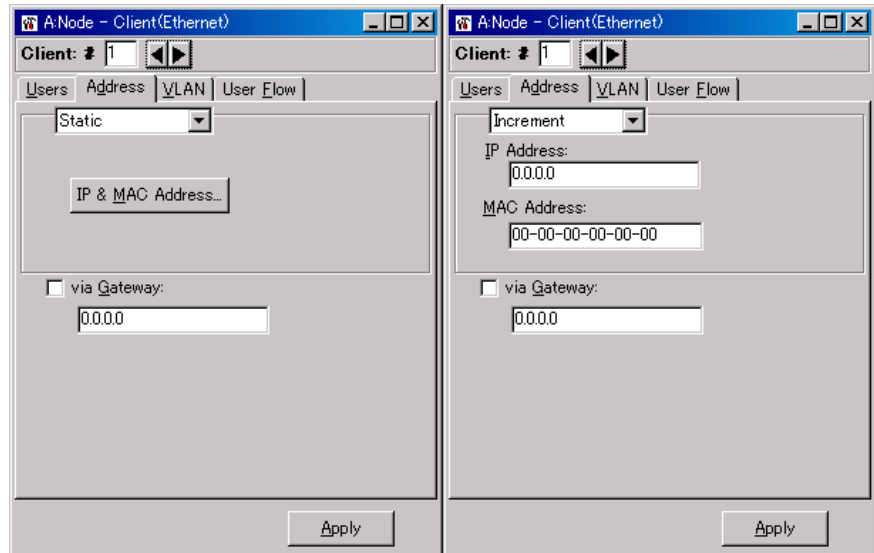 A:Node - Client(Ethernet)
Client: # 1
Users Address VLAN User Flow
Static
IP & MAC Address...
via Gateway:
0.0.0.0
Apply
A:Node - Client(Ethernet)
Client: # 1
Users Address VLAN User Flow
Increment
IP Address:
0.0.0.0
MAC Address:
00-00-00-00-00-00
via Gateway:
0.0.0.0
Apply